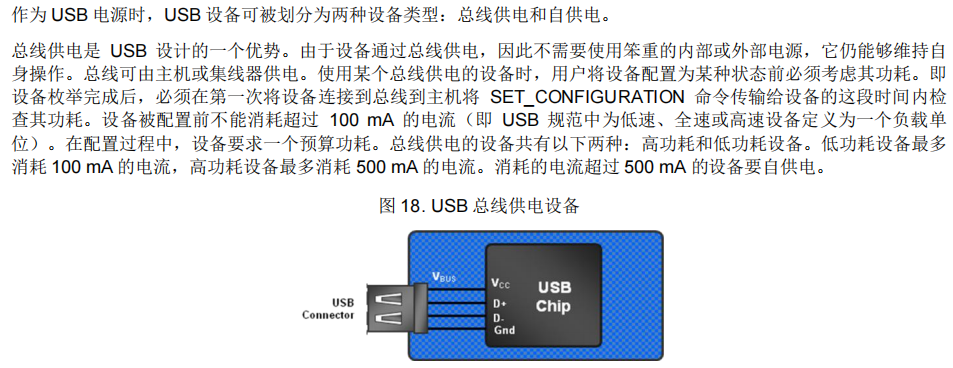 作为 USB 电源时，USB 设备可被划分为两种设备类型：总线供电和自供电。
总线供电是 USB 设计的一个优势。由于设备通过总线供电，因此不需要使用笨重的内部或外部电源，它仍能够维持自
身操作。总线可由主机或集线器供电。使用某个总线供电的设备时，用户将设备配置为某种状态前必须考虑其功耗。即
设备枚举完成后，必须在第一次将设备连接到总线到主机将 SET_CONFIGURATION 命令传输给设备的这段时间内检
查其功耗。设备被配置前不能消耗超过 100 mA 的电流（即 USB 规范中为低速、全速或高速设备定义为一个负载单
位）。在配置过程中，设备要求一个预算功耗。总线供电的设备共有以下两种：高功耗和低功耗设备。低功耗设备最多
消耗 100 mA 的电流，高功耗设备最多消耗 500 mA 的电流。消耗的电流超过 500 mA 的设备要自供电。
图 18. USB 总线供电设备
VBUS
VCC
USB
Chip
D+
D-
Gnd
USB
Connector